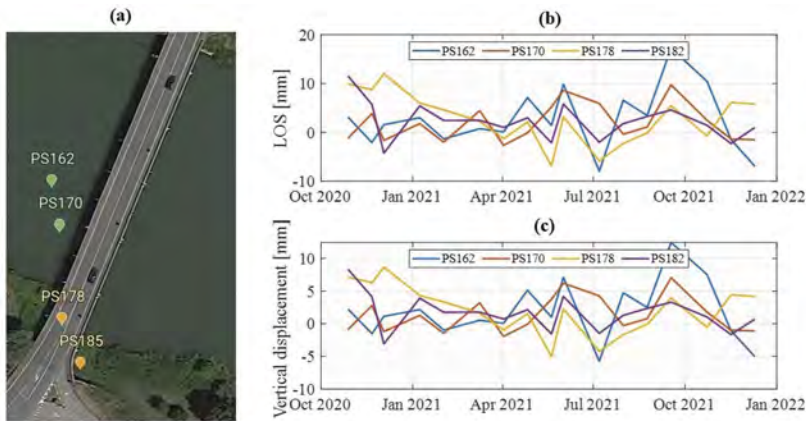 (a)
PS162
PS170
PS178
PS185
(b)
PS162 PS170 PS178 PS182
LOS [mm]
20
10
0
-10
Oct 2020 Jan 2021 Apr 2021 Jul 2021 Oct 2021 Jan 2022
(c)
PS162 PS170 PS178 PS182
Vertical displacement [mm]
10
5
0
-5
-10
Oct 2020 Jan 2021 Apr 2021 Jul 2021 Oct 2021 Jan 2022